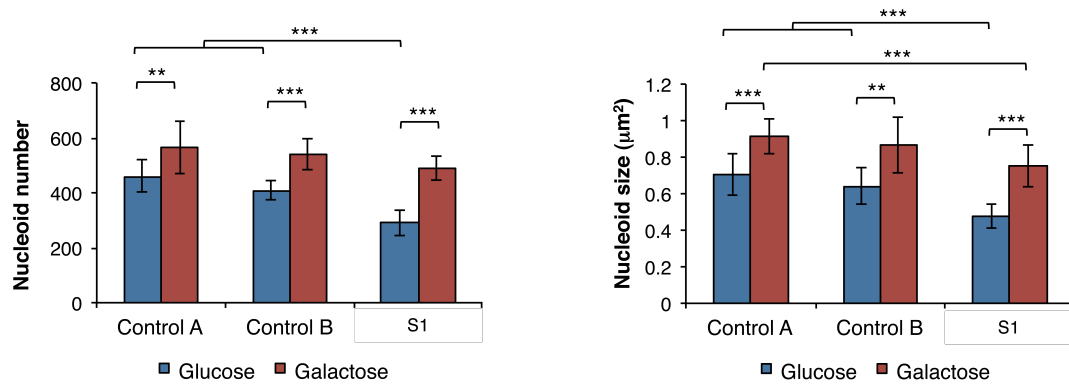 ***
**
***
***
800
600
400
200
0
Nucleoid number
Control A
Control B
S1
Glucose
Galactose
***
***
***
**
***
1.2
1
0.8
0.6
0.4
0.2
0
Nucleoid size (μm²)
Control A
Control B
S1
Glucose
Galactose